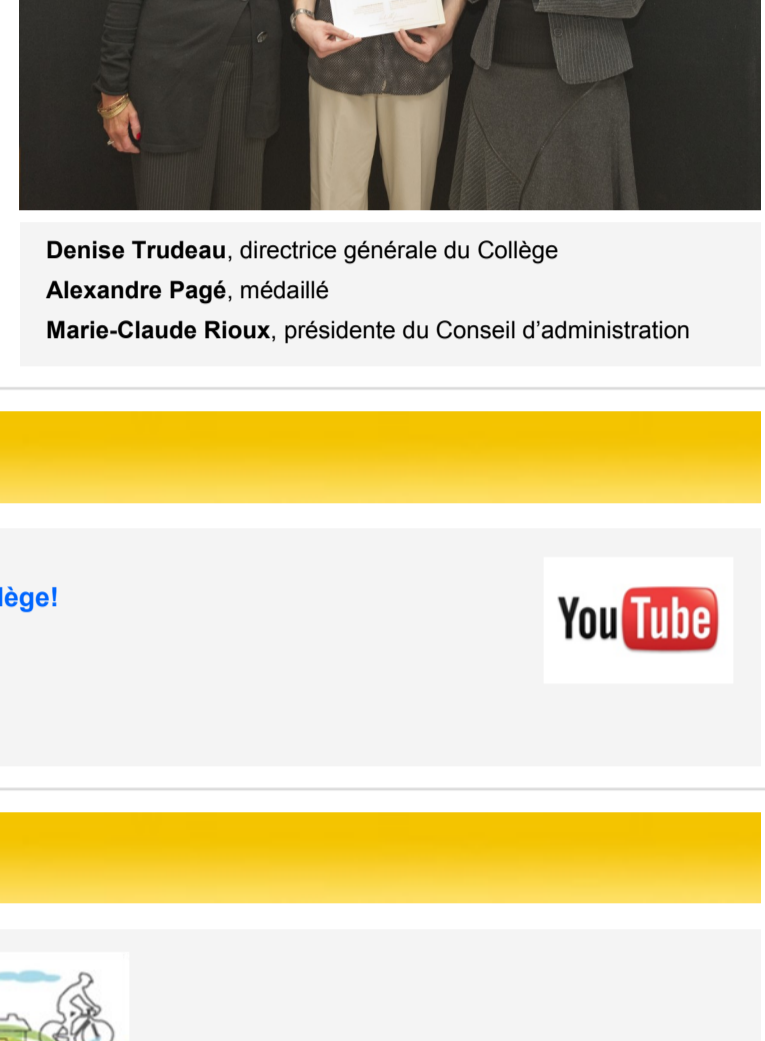 Denise Trudeau, directrice générale du Collège
Alexandre Pagé, médaillé
Marie-Claude Rioux, présidente du Conseil d’administration
lège!
YouTube